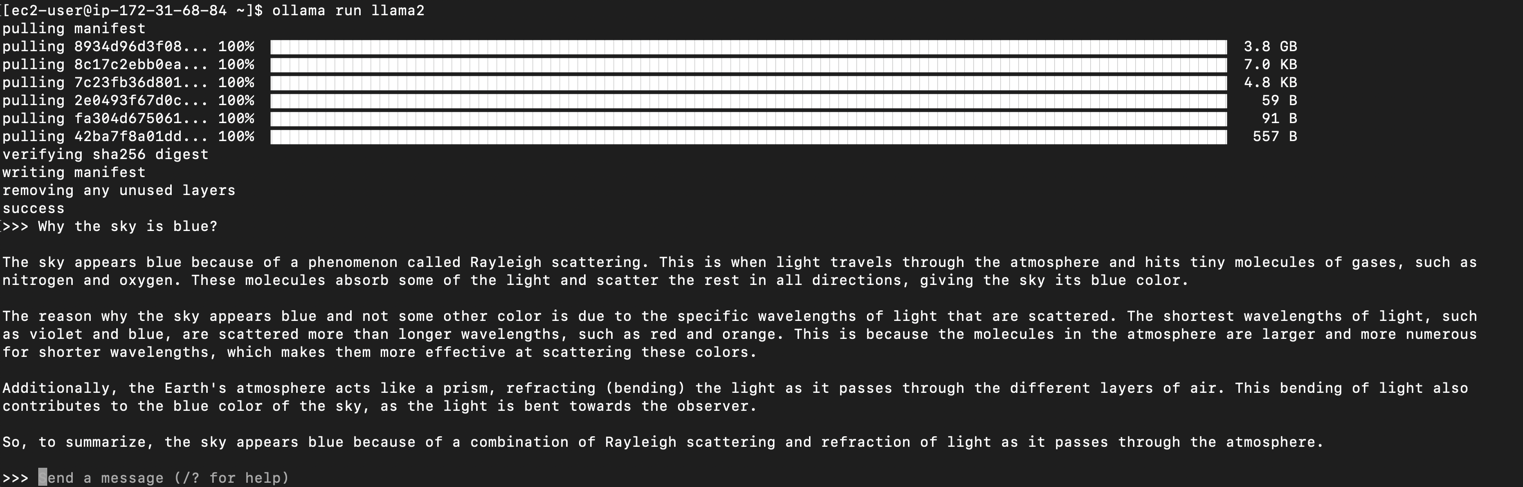 [[ec2-user@ip-172-31-68-84 ~]$ ollama run llama2
pulling manifest
pulling 8934d96d3f08... 100% 3.8 GB
pulling 8c17c2ebb0ea... 100% 7.0 KB
pulling 7c23fb36d801... 100% 4.8 KB
pulling 2e0493f67d0c... 100% 59 B
pulling fa304d675061... 100% 91 B
pulling 42ba7f8a01dd... 100% 557 B
verifying sha256 digest
writing manifest
removing any unused layers
success
[>>> Why the sky is blue?
The sky appears blue because of a phenomenon called Rayleigh scattering. This is when light travels through the atmosphere and hits tiny molecules of gases, such as
nitrogen and oxygen. These molecules absorb some of the light and scatter the rest in all directions, giving the sky its blue color.
The reason why the sky appears blue and not some other color is due to the specific wavelengths of light that are scattered. The shortest wavelengths of light, such
as violet and blue, are scattered more than longer wavelengths, such as red and orange. This is because the molecules in the atmosphere are larger and more numerous
for shorter wavelengths, which makes them more effective at scattering these colors.
Additionally, the Earth's atmosphere acts like a prism, refracting (bending) the light as it passes through the different layers of air. This bending of light also
contributes to the blue color of the sky, as the light is bent towards the observer.
So, to summarize, the sky appears blue because of a combination of Rayleigh scattering and refraction of light as it passes through the atmosphere.
>>> Send a message (/? for help)